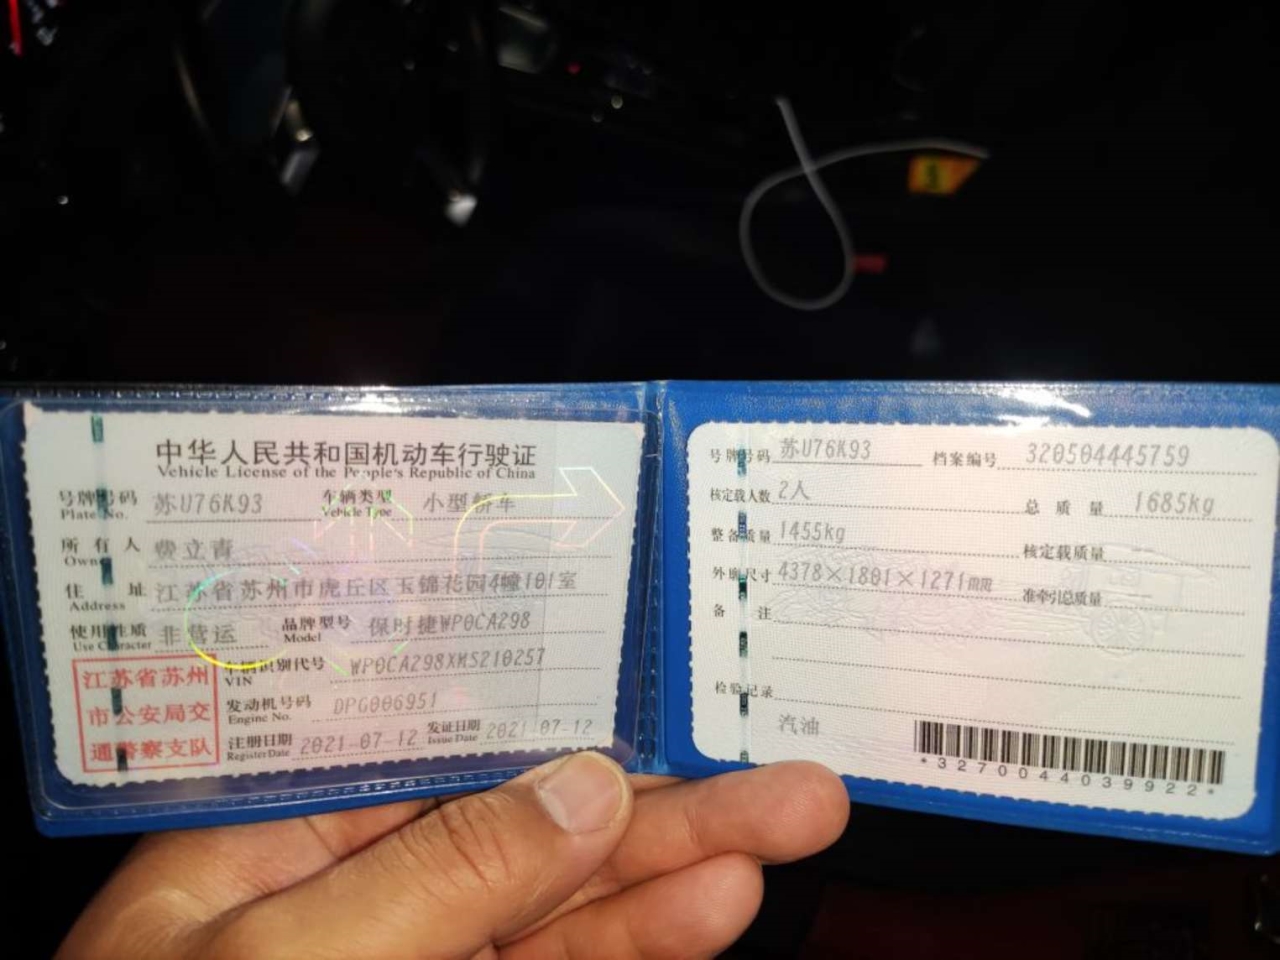 中华人民共和国机动车行驶证
Vehicle License of the People's Republic of China
号牌号码 苏U76K93 车辆类型 小型轿车
Plate No. Vehicle Type
所有人 费立青
Owner
住址 江苏省苏州市虎丘区玉锦花园4幢101室
Address
使用性质 非营运 品牌型号 保时捷WP0CA298
Use Character Model
江苏省苏州
市公安局交
通警察支队
车辆识别代号 WP0CA298XMS210257
VIN
发动机号码 DPG006951
Engine No.
注册日期 2021-07-12 发证日期 2021-07-12
Register Date Issue Date
号牌号码 苏U76K93 档案编号 320504445759
核定载人数 2人 总质量 1685kg
整备质量 1455kg 核定载质量
外廓尺寸 4378×1801×1271mm 准牵引总质量
备注
检验记录
汽油
*3270044039922*